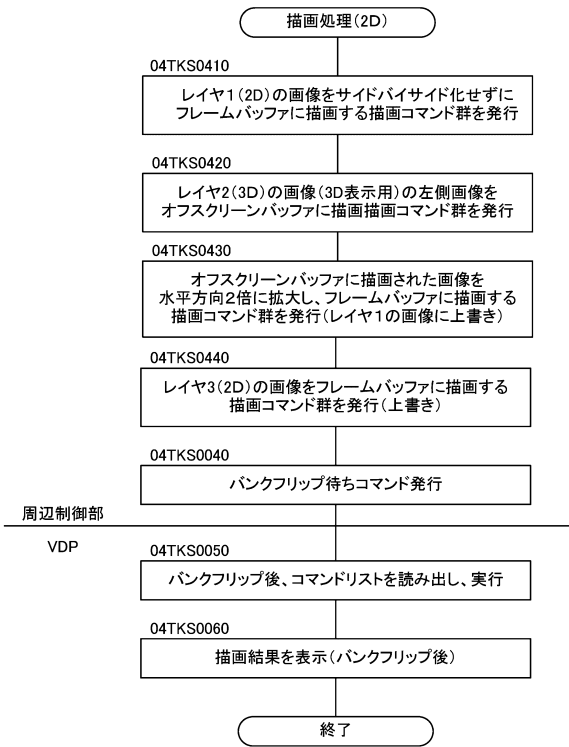 描画処理(2D)
04TKS0410
レイヤ1(2D)の画像をサイドバイサイド化せずに
フレームバッファに描画する描画コマンド群を発行
04TKS0420
レイヤ2(3D)の画像(3D表示用)の左側画像を
オフスクリーンバッファに描画描画コマンド群を発行
04TKS0430
オフスクリーンバッファに描画された画像を
水平方向2倍に拡大し、フレームバッファに描画する
描画コマンド群を発行(レイヤ1の画像に上書き)
04TKS0440
レイヤ3(2D)の画像をフレームバッファに描画する
描画コマンド群を発行(上書き)
04TKS0040
バンクフリップ待ちコマンド発行
周辺制御部
VDP
04TKS0050
バンクフリップ後、コマンドリストを読み出し、実行
04TKS0060
描画結果を表示(バンクフリップ後)
終了